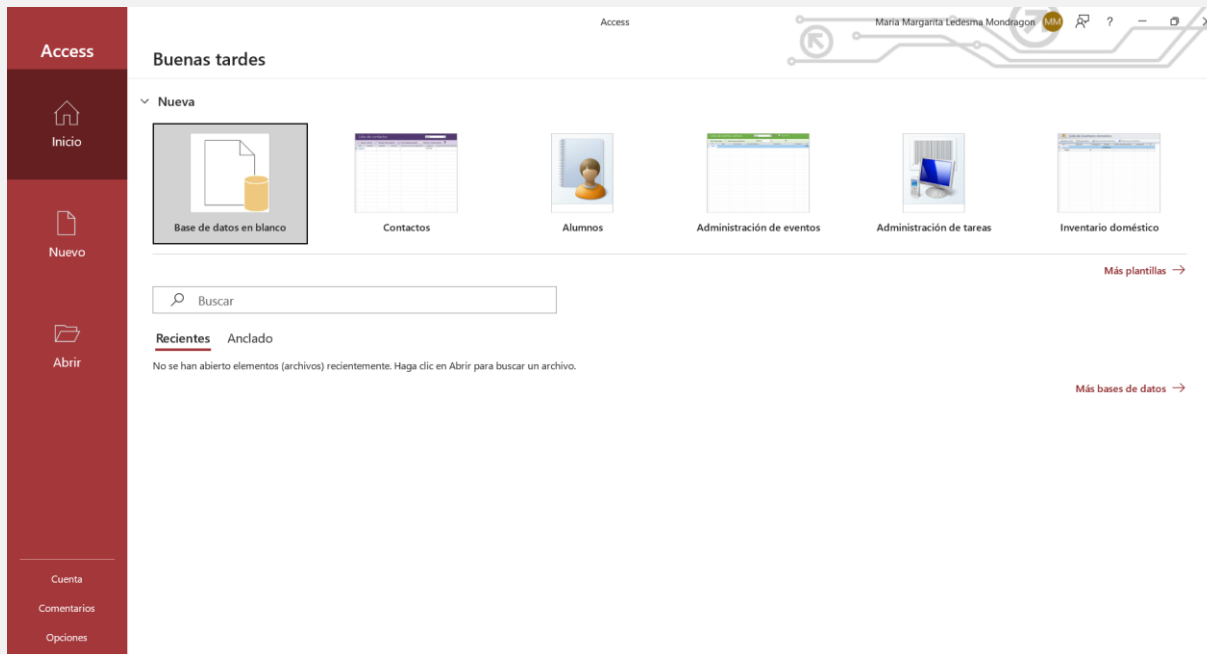 Access
Maria Margarita Ledesma Mondragon
MM
?
Access
Buenas tardes
Nueva
Inicio
Base de datos en blanco
Contactos
Alumnos
Administración de eventos
Administración de tareas
Inventario doméstico
Nuevo
Más plantillas
Buscar
Recientes
Anclado
Abrir
No se han abierto elementos (archivos) recientemente. Haga clic en Abrir para buscar un archivo.
Más bases de datos
Cuenta
Comentarios
Opciones